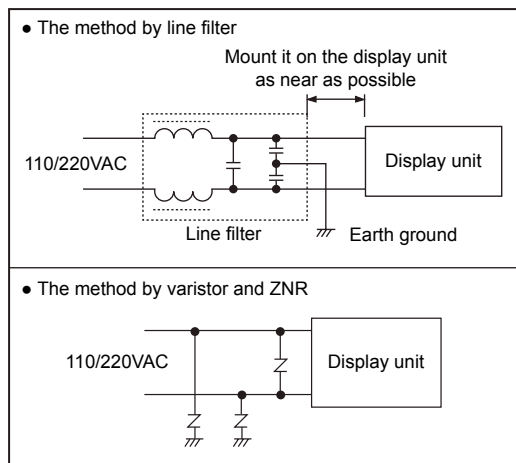 ● The method by line filter
Mount it on the display unit
as near as possible
110/220VAC
Display unit
Line filter
Earth ground
● The method by varistor and ZNR
110/220VAC
Display unit